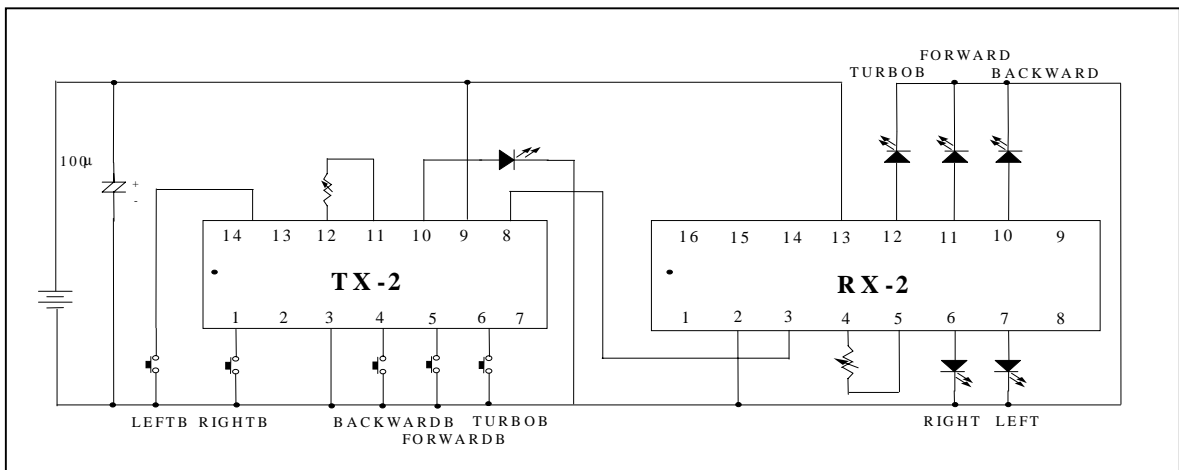 FORWARD
TURBOB BACKWARD
100µ
+
-
14 13 12 11 10 9 8
16 15 14 13 12 11 10 9
TX-2
RX-2
1 2 3 4 5 6 7
1 2 3 4 5 6 7 8
LEFTB RIGHTB BACKWARDB TURBOB
FORWARDB
RIGHT LEFT